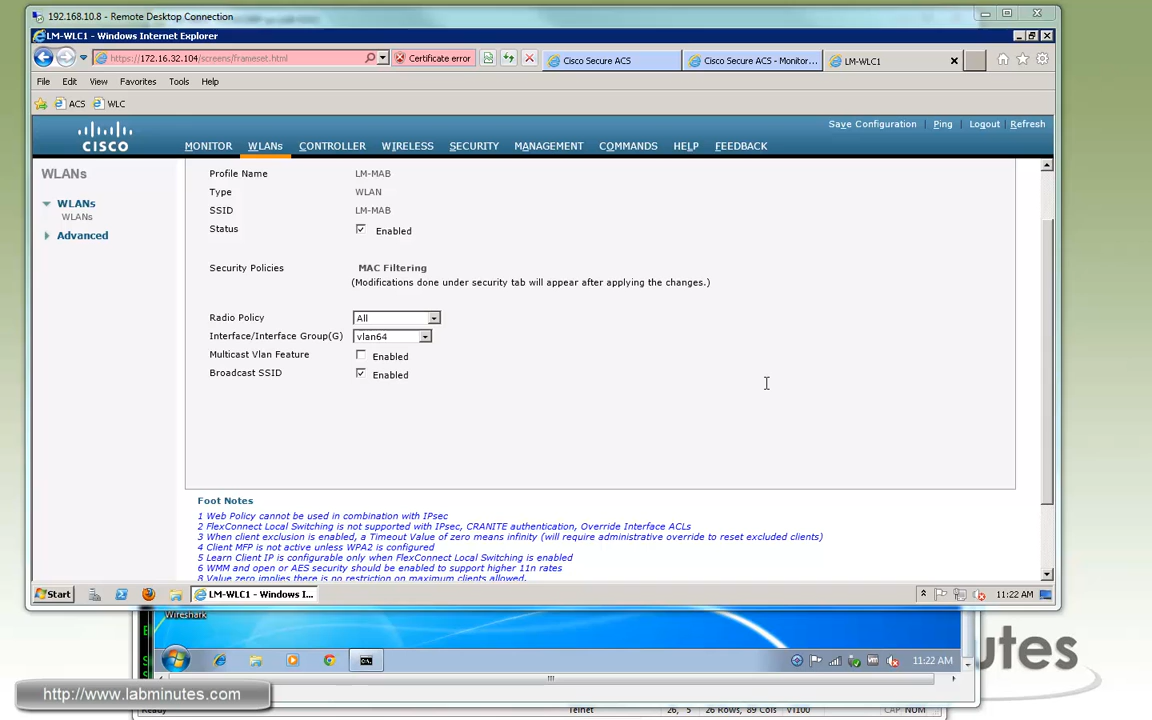 192.168.10.8 - Remote Desktop Connection
LM-WLC1 - Windows Internet Explorer
https://172.16.32.104/screens/frameset.html
Certificate error
Cisco Secure ACS
Cisco Secure ACS - Monitor...
LM-WLC1
File Edit View Favorites Tools Help
ACS WLC
Save Configuration Ping Logout Refresh
CISCO
MONITOR WLANs CONTROLLER WIRELESS SECURITY MANAGEMENT COMMANDS HELP FEEDBACK
WLANs
WLANs
WLANs
Advanced
Profile Name LM-MAB
Type WLAN
SSID LM-MAB
Status Enabled
Security Policies MAC Filtering
(Modifications done under security tab will appear after applying the changes.)
Radio Policy All
Interface/Interface Group(G) vlan64
Multicast Vlan Feature Enabled
Broadcast SSID Enabled
Foot Notes
1 Web Policy cannot be used in combination with IPsec
2 FlexConnect Local Switching is not supported with IPsec, CRANITE authentication, Override Interface ACLs
3 When client exclusion is enabled, a Timeout Value of zero means infinity (will require administrative override to reset excluded clients)
4 Client MFP is not active unless WPA2 is configured
5 Learn Client IP is configurable only when FlexConnect Local Switching is enabled
6 WMM and open or AES security should be enabled to support higher 11n rates
8 Value zero implies there is no restriction on maximum clients allowed.
Start
LM-WLC1 - Windows I...
11:22 AM
Wireshark
11:22 AM
utes
http://www.labminutes.com
Ready Telnet 26, 5 26 Rows, 89 Cols VT100 CAP NUM